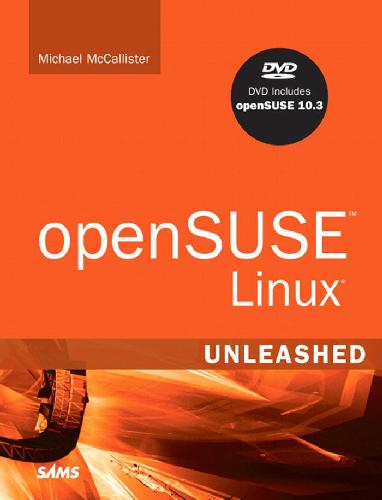 Michael McCallister
DVD
DVD Includes
openSUSE 10.3
openSUSE™
Linux®
UNLEASHED
SAMS